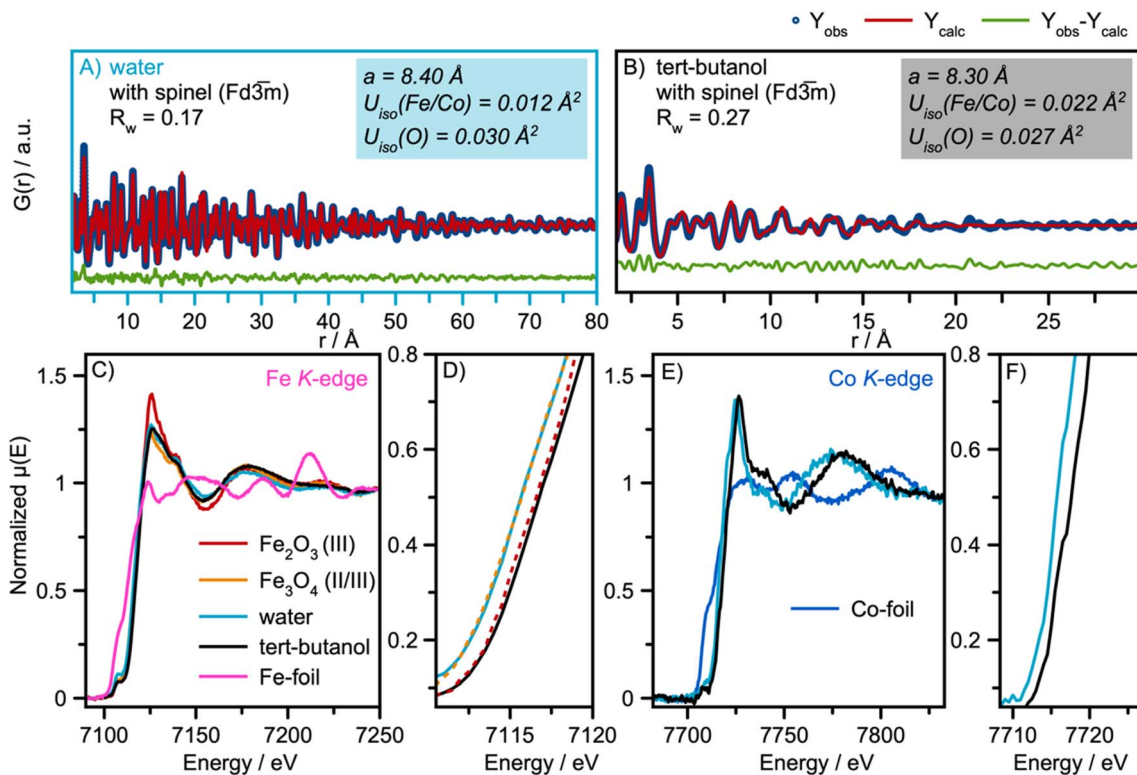 Y_obs Y_calc Y_obs-Y_calc
A) water
with spinel (Fd3̅m)
R_w = 0.17
a = 8.40 Å
U_iso(Fe/Co) = 0.012 Å²
U_iso(O) = 0.030 Å²
B) tert-butanol
with spinel (Fd3̅m)
R_w = 0.27
a = 8.30 Å
U_iso(Fe/Co) = 0.022 Å²
U_iso(O) = 0.027 Å²
G(r) / a.u.
10 20 30 40 50 60 70 80
r / Å
5 10 15 20 25
r / Å
C) Fe K-edge
1.5
1
0.5
0
Normalized μ(E)
Fe₂O₃ (III)
Fe₃O₄ (II/III)
water
tert-butanol
Fe-foil
7100 7150 7200 7250
Energy / eV
D)
0.8
0.6
0.4
0.2
7115 7120
Energy / eV
E) Co K-edge
1.5
1
0.5
0
Co-foil
7700 7750 7800
Energy / eV
F)
0.8
0.6
0.4
0.2
7710 7720
Energy / eV